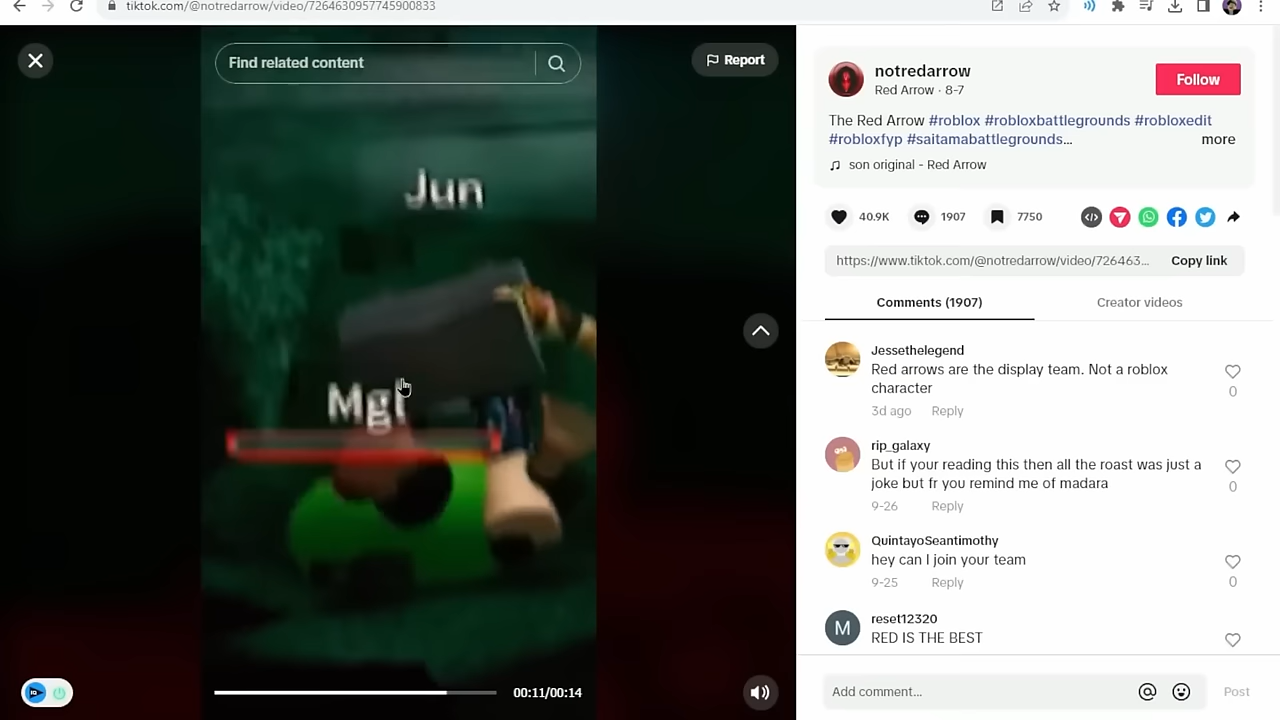 tiktok.com/@notredarrow/video/7264630957745900833
Find related content
Report
Jun
Mgt
00:11/00:14
notredarrow
Red Arrow · 8-7
Follow
The Red Arrow #roblox #robloxbattlegrounds #robloxedit
#robloxfyp #saitamabattlegrounds...
more
son original - Red Arrow
40.9K
1907
7750
https://www.tiktok.com/@notredarrow/video/726463...
Copy link
Comments (1907)
Creator videos
Jessethelegend
Red arrows are the display team. Not a roblox
character
3d ago
Reply
0
rip_galaxy
But if your reading this then all the roast was just a
joke but fr you remind me of madara
9-26
Reply
0
QuintayoSeantimothy
hey can I join your team
9-25
Reply
0
M
reset12320
RED IS THE BEST
Add comment...
Post